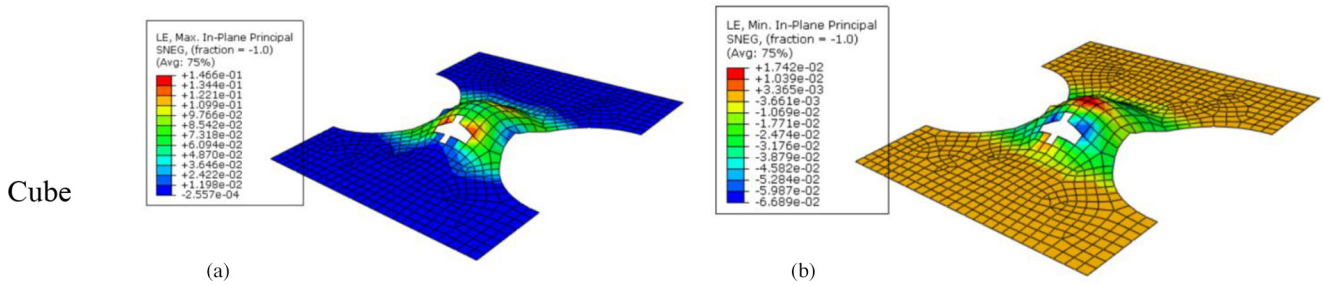 LE, Max. In-Plane Principal
SNEG, (fraction = -1.0)
(Avg: 75%)
+1.466e-01
+1.344e-01
+1.221e-01
+1.099e-01
+9.766e-02
+8.542e-02
+7.318e-02
+6.094e-02
+4.870e-02
+3.646e-02
+2.422e-02
+1.198e-02
-2.557e-04
LE, Min. In-Plane Principal
SNEG, (fraction = -1.0)
(Avg: 75%)
+1.742e-02
+1.039e-02
+3.365e-03
-3.661e-03
-1.069e-02
-1.771e-02
-2.474e-02
-3.176e-02
-3.879e-02
-4.582e-02
-5.284e-02
-5.987e-02
-6.689e-02
Cube
(a)
(b)